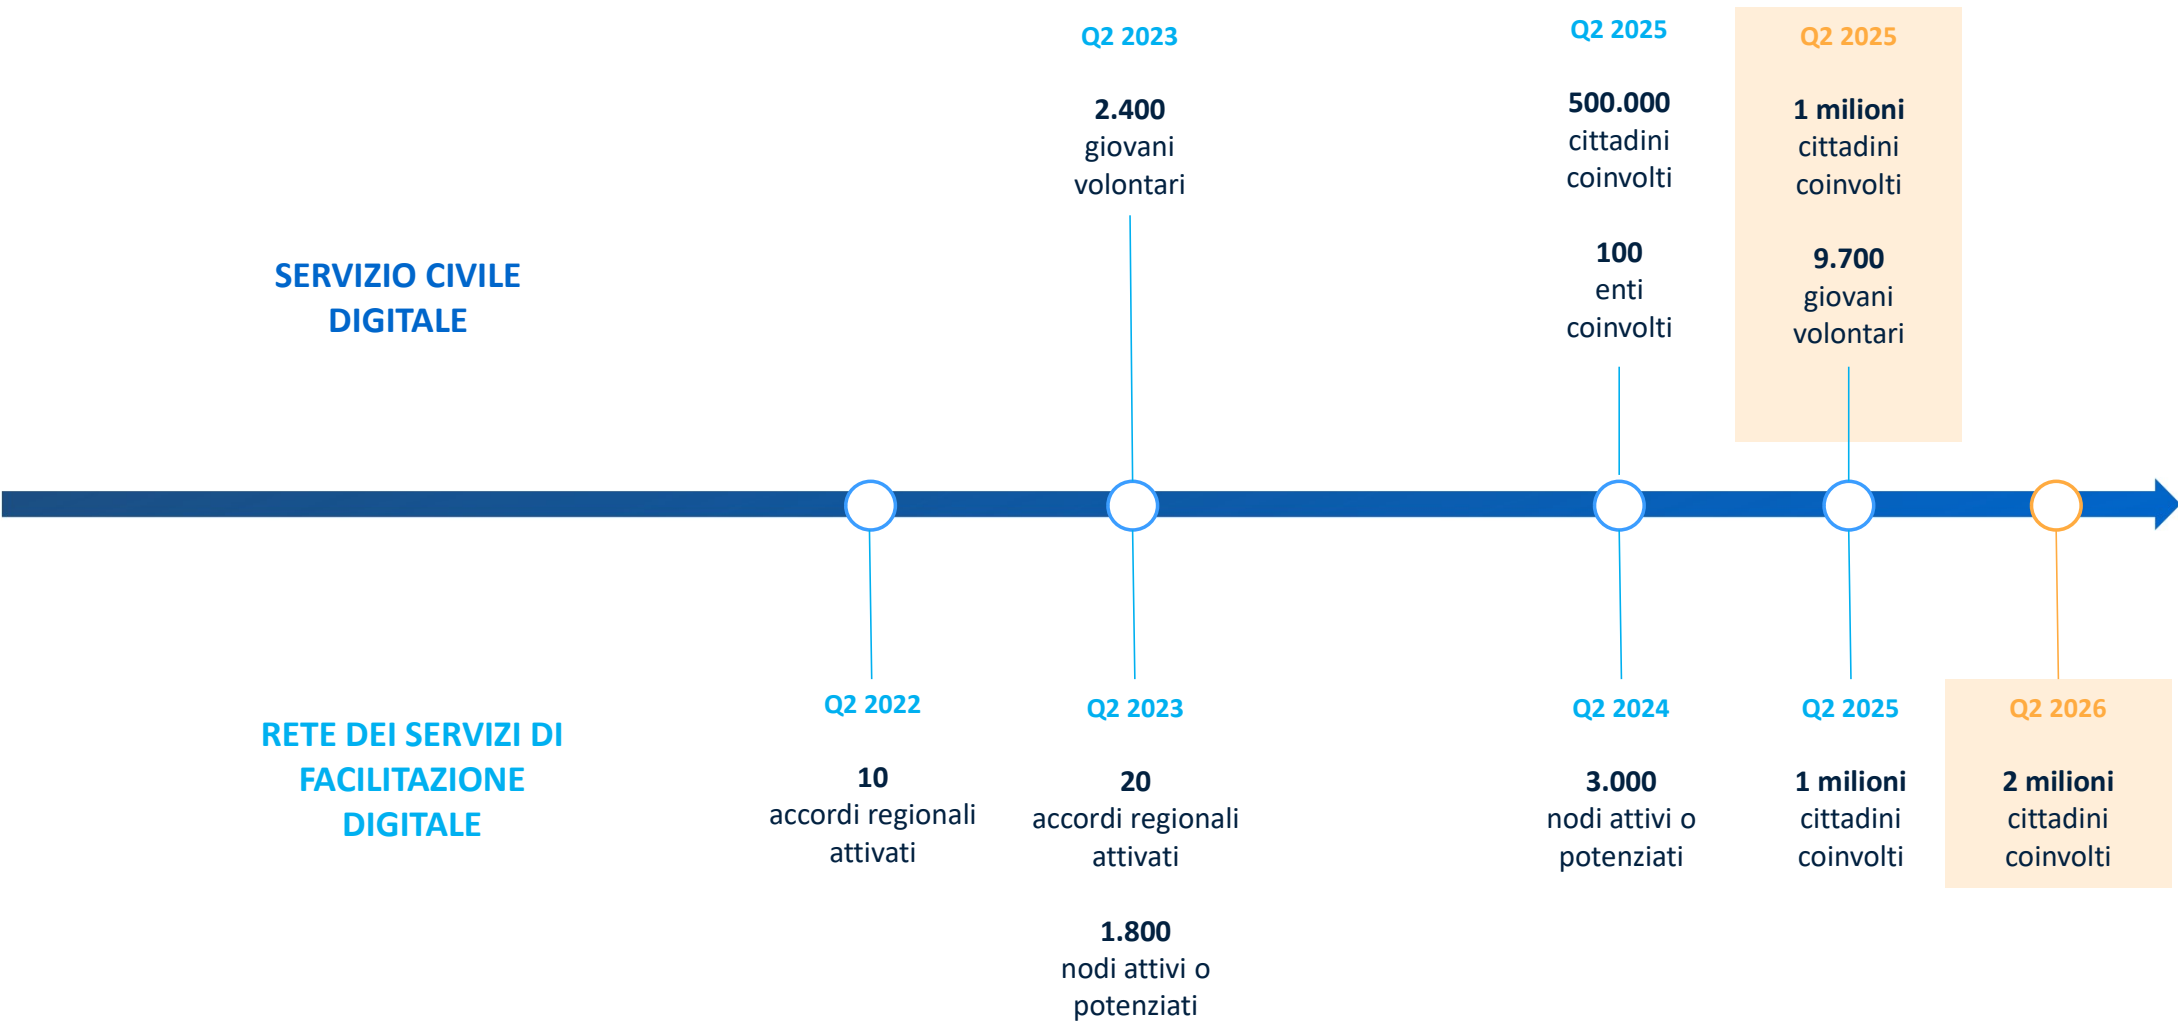 SERVIZIO CIVILE
DIGITALE
Q2 2023
2.400
giovani
volontari
Q2 2025
500.000
cittadini
coinvolti
100
enti
coinvolti
Q2 2025
1 milioni
cittadini
coinvolti
9.700
giovani
volontari
RETE DEI SERVIZI DI
FACILITAZIONE
DIGITALE
Q2 2022
10
accordi regionali
attivati
Q2 2023
20
accordi regionali
attivati
1.800
nodi attivi o
potenziati
Q2 2024
3.000
nodi attivi o
potenziati
Q2 2025
1 milioni
cittadini
coinvolti
Q2 2026
2 milioni
cittadini
coinvolti